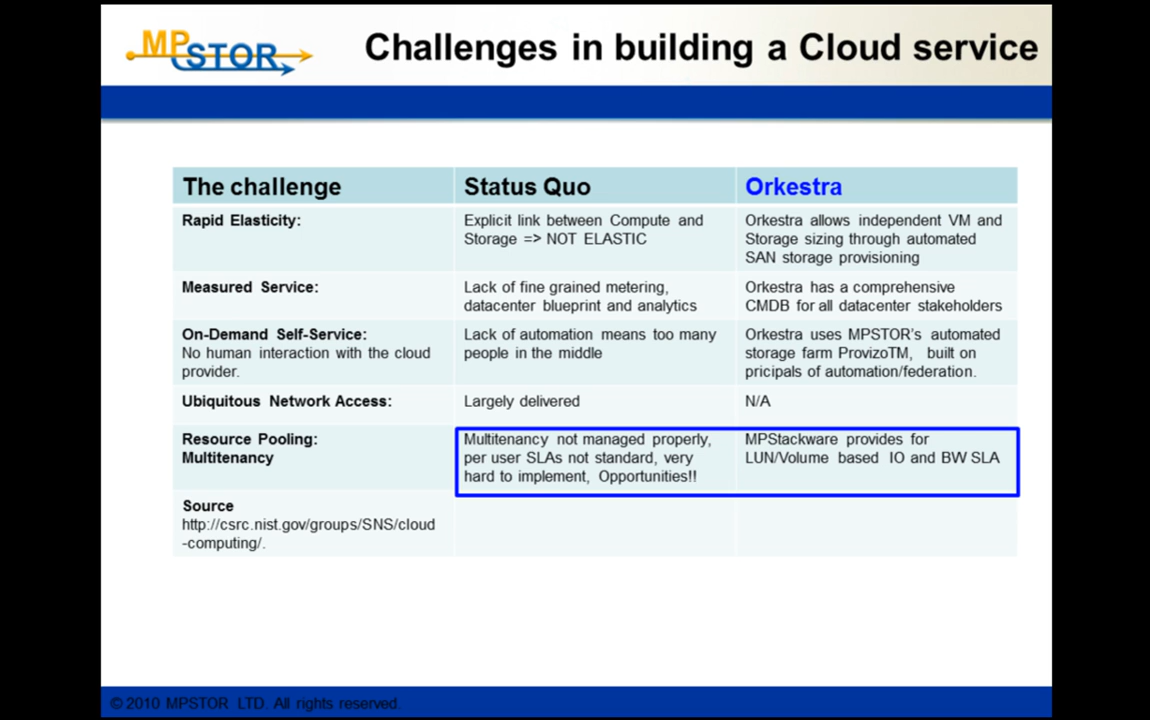 MPSTOR
Challenges in building a Cloud service
The challenge
Status Quo
Orkestra
Rapid Elasticity:
Explicit link between Compute and
Storage => NOT ELASTIC
Orkestra allows independent VM and
Storage sizing through automated
SAN storage provisioning
Measured Service:
Lack of fine grained metering,
datacenter blueprint and analytics
Orkestra has a comprehensive
CMDB for all datacenter stakeholders
On-Demand Self-Service:
No human interaction with the cloud
provider.
Lack of automation means too many
people in the middle
Orkestra uses MPSTOR's automated
storage farm ProvizoTM, built on
pricipals of automation/federation.
Ubiquitous Network Access:
Largely delivered
N/A
Resource Pooling:
Multitenancy
Multitenancy not managed properly,
per user SLAs not standard, very
hard to implement, Opportunities!!
MPStackware provides for
LUN/Volume based IO and BW SLA
Source
http://csrc.nist.gov/groups/SNS/cloud
-computing/.
© 2010 MPSTOR LTD. All rights reserved.